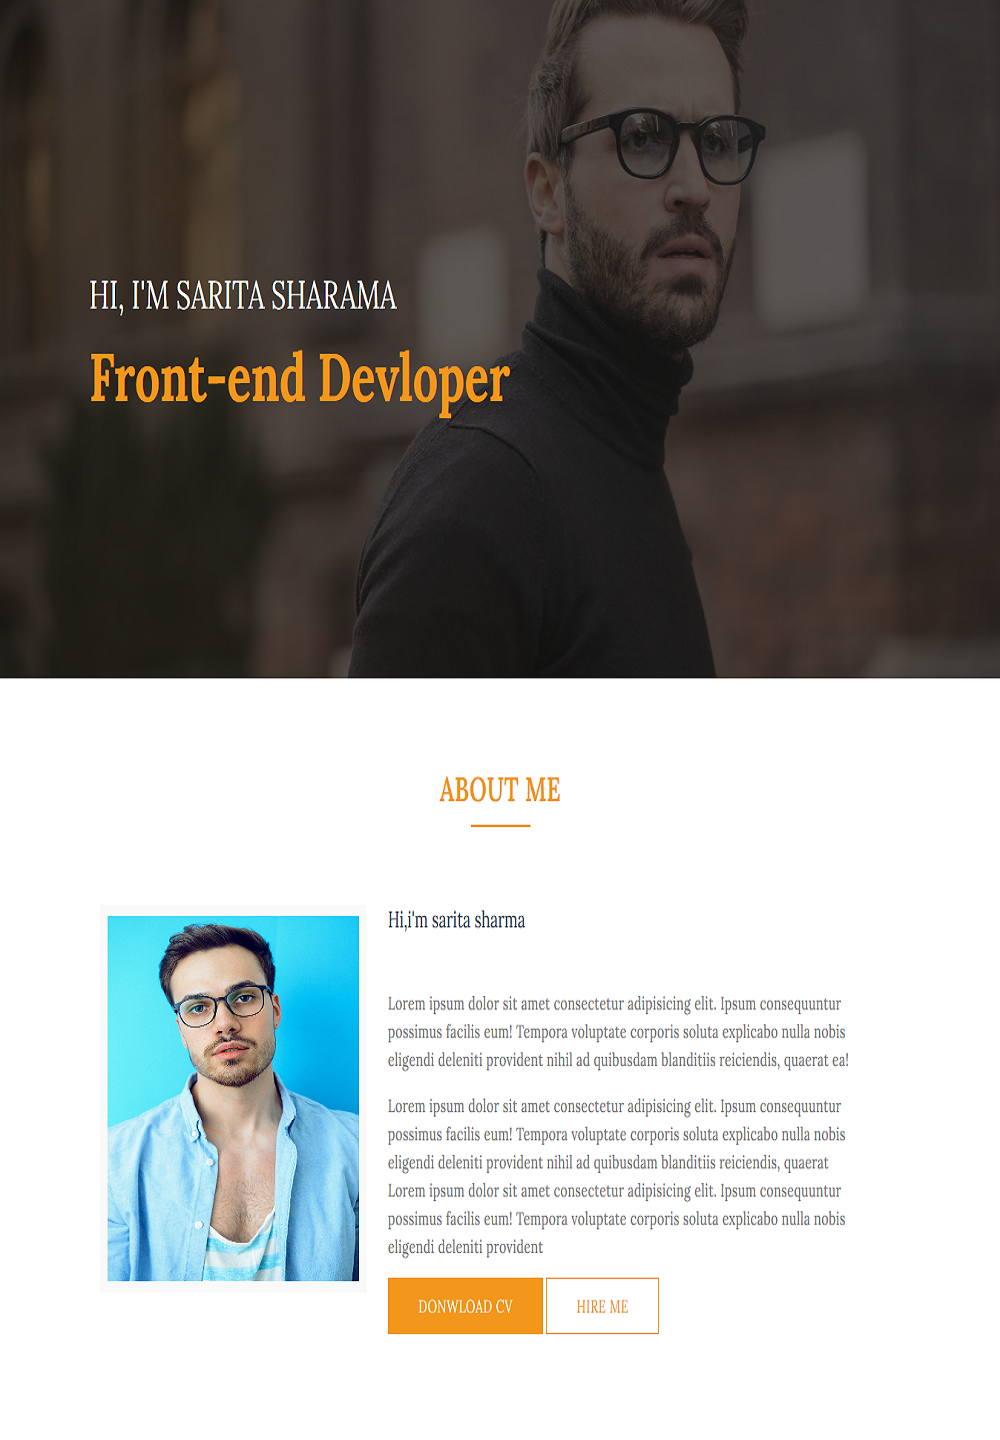 HI, I'M SARITA SHARAMA
Front-end Devloper
ABOUT ME
Hi,i'm sarita sharma
Lorem ipsum dolor sit amet consectetur adipisicing elit. Ipsum consequuntur
possimus facilis eum! Tempora voluptate corporis soluta explicabo nulla nobis
eligendi deleniti provident nihil ad quibusdam blanditiis reiciendis, quaerat ea!
Lorem ipsum dolor sit amet consectetur adipisicing elit. Ipsum consequuntur
possimus facilis eum! Tempora voluptate corporis soluta explicabo nulla nobis
eligendi deleniti provident nihil ad quibusdam blanditiis reiciendis, quaerat
Lorem ipsum dolor sit amet consectetur adipisicing elit. Ipsum consequuntur
possimus facilis eum! Tempora voluptate corporis soluta explicabo nulla nobis
eligendi deleniti provident
DONWLOAD CV
HIRE ME